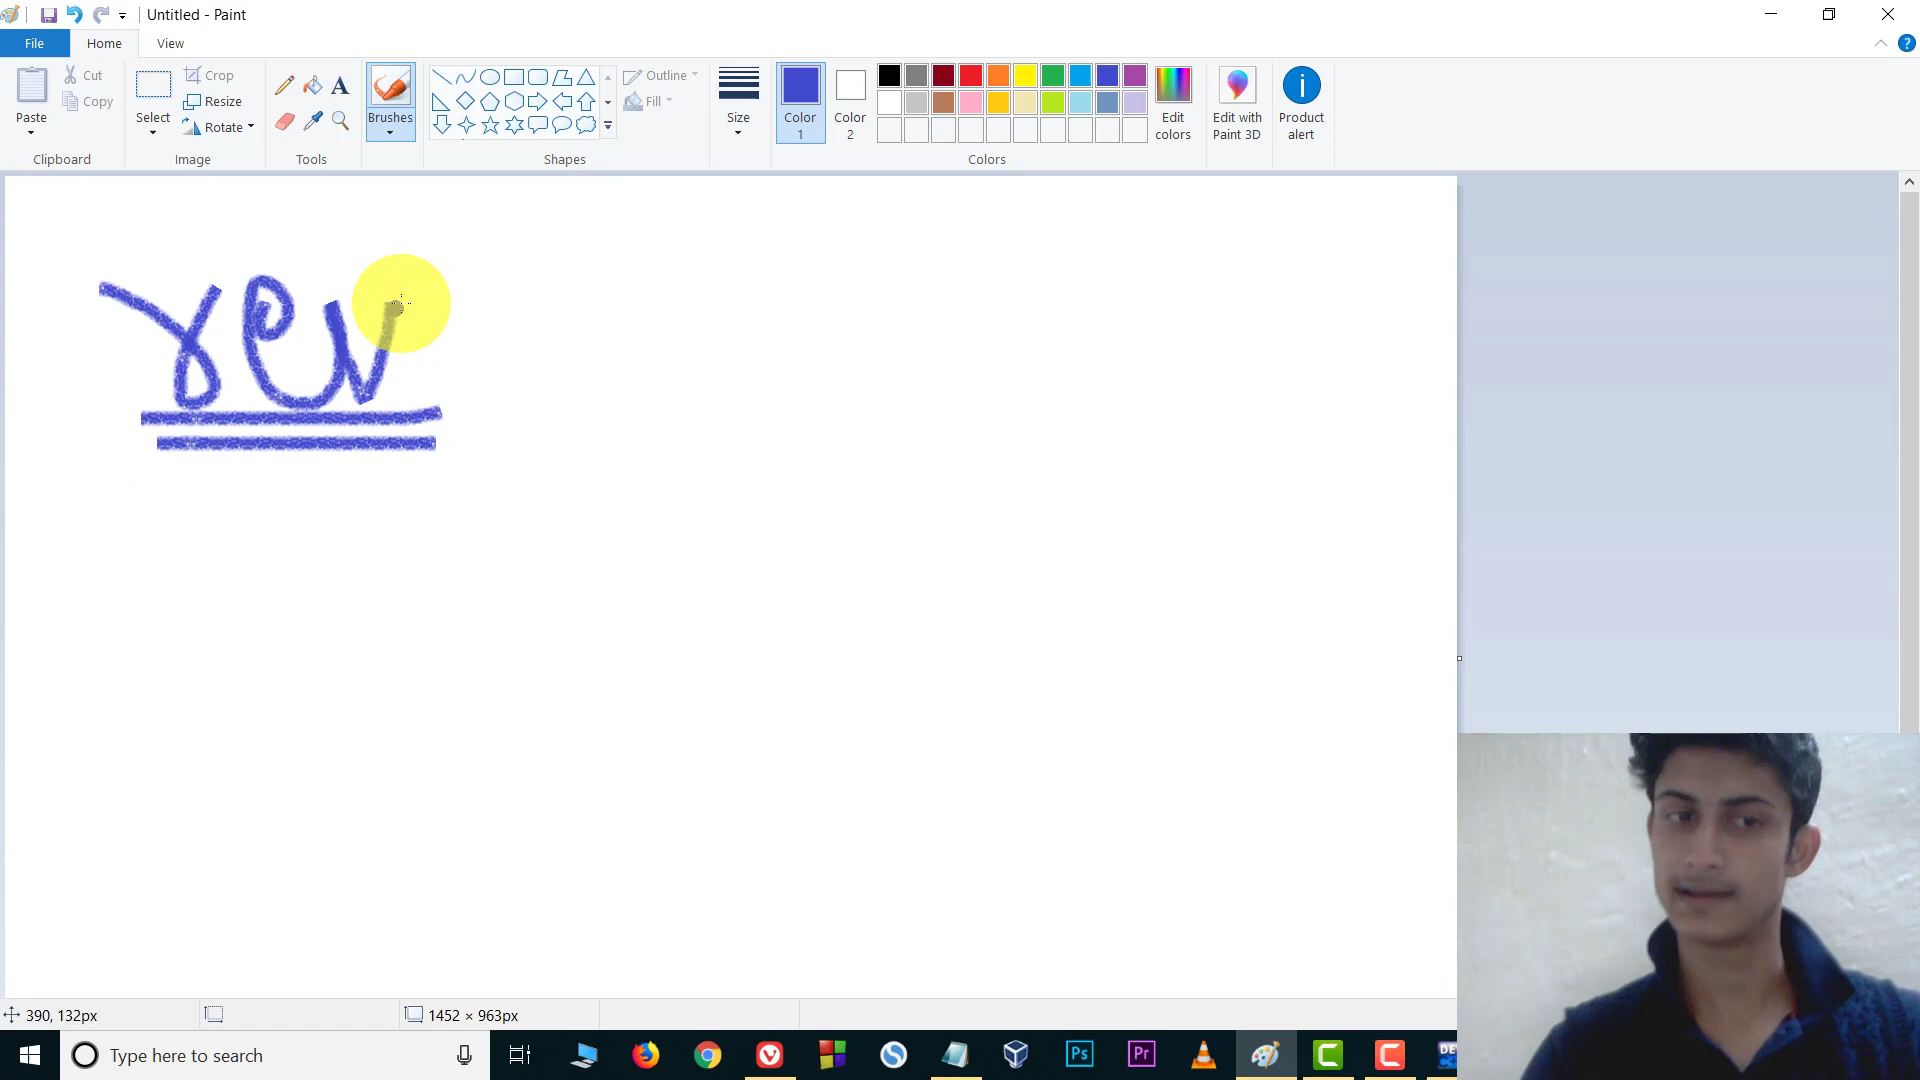 Untitled - Paint
File Home View
Paste
Cut
Copy
Clipboard
Select
Crop
Resize
Rotate
Image
Tools
Brushes
Shapes
Outline
Fill
Size
Color 1
Color 2
Colors
Edit colors
Edit with Paint 3D
Product alert
390, 132px
1452 × 963px
Type here to search
Ps
Pr